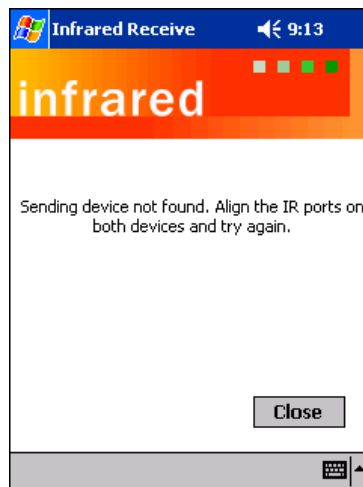 Infrared Receive 9:13
infrared
Sending device not found. Align the IR ports on
both devices and try again.
Close